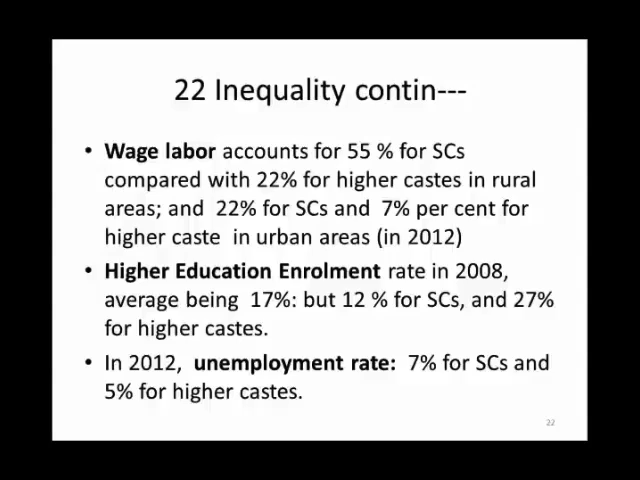 22 Inequality contin---
• Wage labor accounts for 55 % for SCs
compared with 22% for higher castes in rural
areas; and 22% for SCs and 7% per cent for
higher caste in urban areas (in 2012)
• Higher Education Enrolment rate in 2008,
average being 17%: but 12 % for SCs, and 27%
for higher castes.
• In 2012, unemployment rate: 7% for SCs and
5% for higher castes.
22